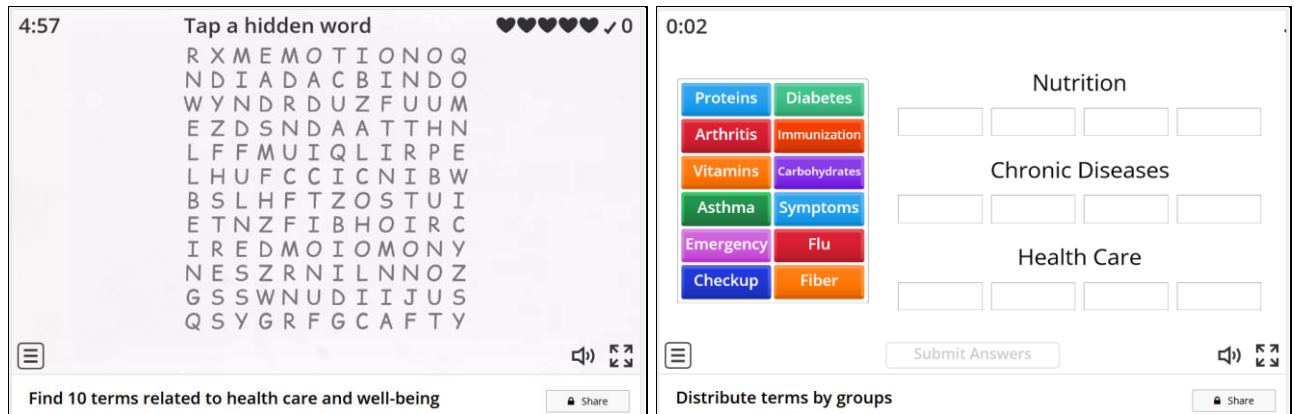 4:57 Tap a hidden word ✓ 0
R X M E M O T I O N O Q
N D I A D A C B I N D O
W Y N D R D U Z F U U M
E Z D S N D A A T T H N
L F F M U I Q L I R P E
L H U F C C I C N I B W
B S L H F T Z O S T U I
E T N Z F I B H O I R C
I R E D M O I O M O N Y
N E S Z R N I L N N O Z
G S S W N U D I I J U S
Q S Y G R F G C A F T Y
Find 10 terms related to health care and well-being
Share
0:02
Proteins Diabetes
Arthritis Immunization
Vitamins Carbohydrates
Asthma Symptoms
Emergency Flu
Checkup Fiber
Nutrition
Chronic Diseases
Health Care
Submit Answers
Distribute terms by groups
Share